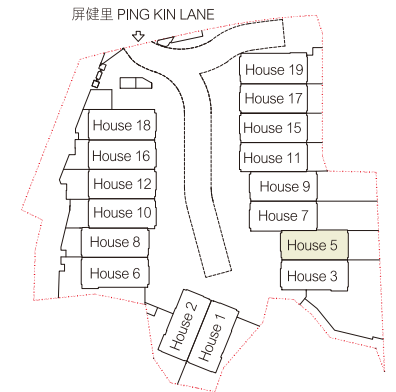 屏健里 PING KIN LANE
House 19
House 17
House 18
House 15
House 16
House 11
House 12
House 9
House 10
House 7
House 8
House 5
House 6
House 3
House 2
House 1